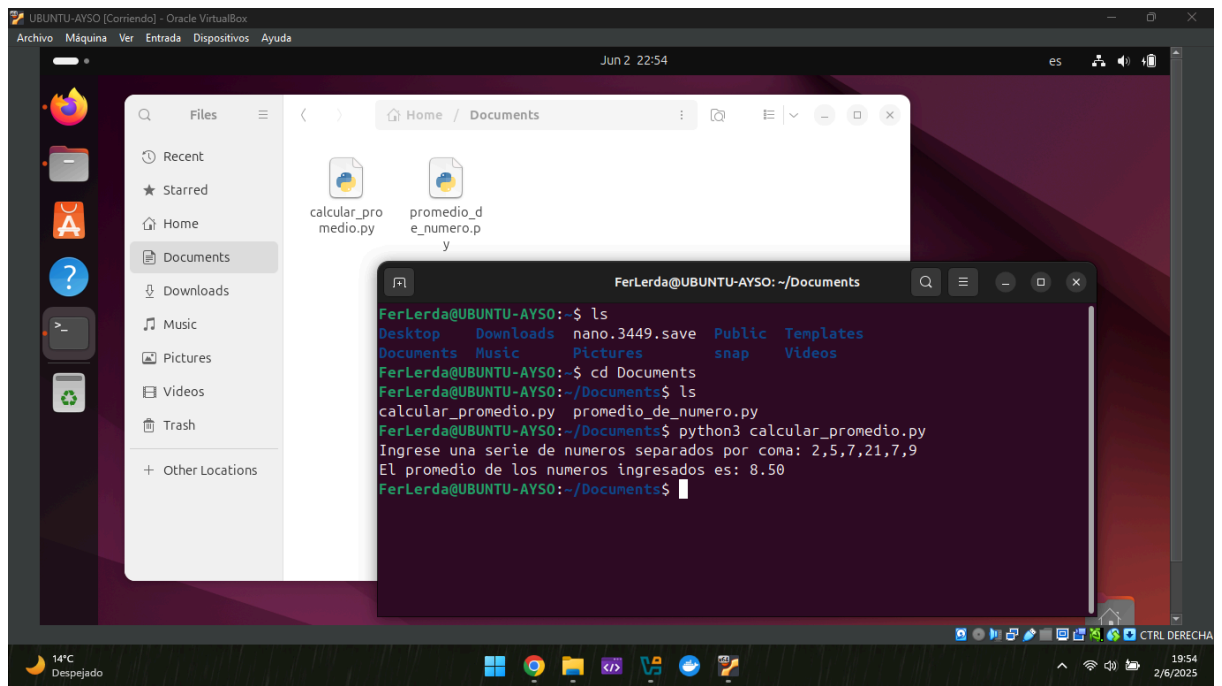 UBUNTU-AYSO [Corriendo] - Oracle VirtualBox
Archivo Máquina Ver Entrada Dispositivos Ayuda
Jun 2 22:54
es
Files
Home / Documents
Recent
Starred
Home
Documents
Downloads
Music
Pictures
Videos
Trash
+ Other Locations
calcular_pro
medio.py
promedio_d
e_numero.p
y
FerLerda@UBUNTU-AYSO: ~/Documents
FerLerda@UBUNTU-AYSO:~$ ls
Desktop Downloads nano.3449.save Public Templates
Documents Music Pictures snap Videos
FerLerda@UBUNTU-AYSO:~$ cd Documents
FerLerda@UBUNTU-AYSO:~/Documents$ ls
calcular_promedio.py promedio_de_numero.py
FerLerda@UBUNTU-AYSO:~/Documents$ python3 calcular_promedio.py
Ingrese una serie de numeros separados por coma: 2,5,7,21,7,9
El promedio de los numeros ingresados es: 8.50
FerLerda@UBUNTU-AYSO:~/Documents$
CTRL DERECHA
14°C
Despejado
19:54
2/6/2025